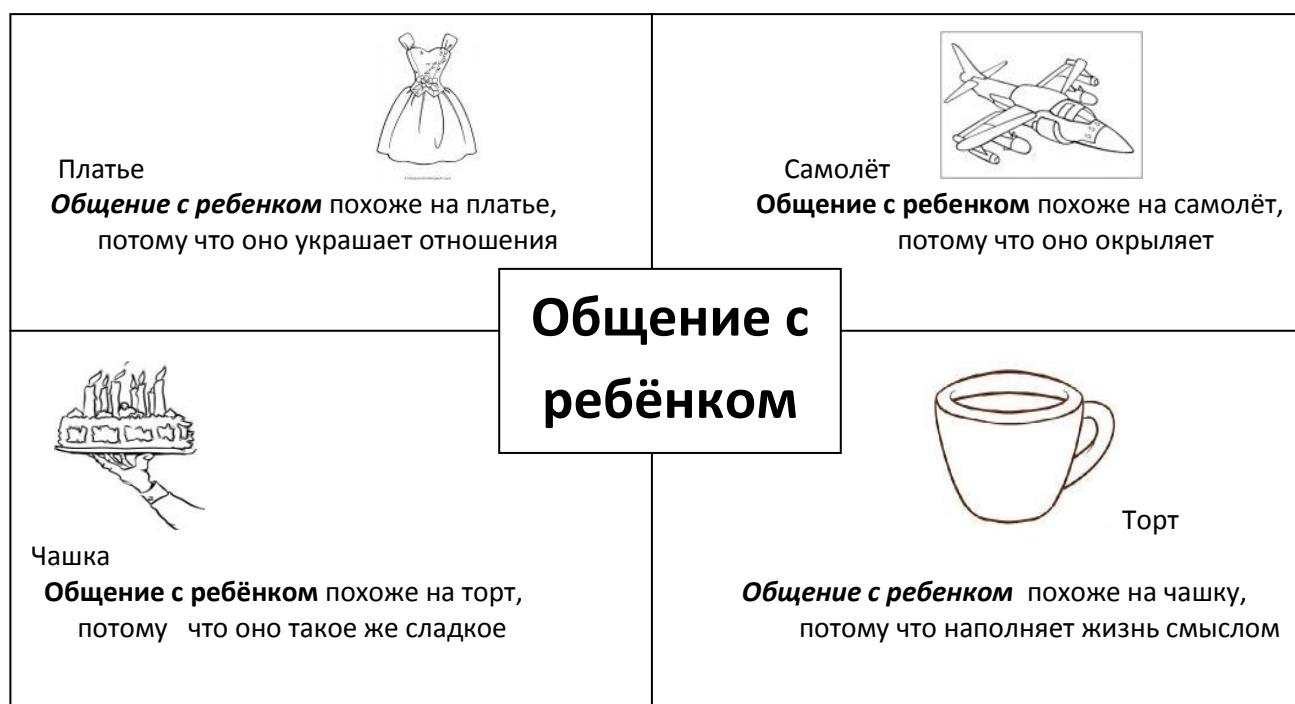 Платье
Общение с ребенком похоже на платье,
потому что оно украшает отношения
Самолёт
Общение с ребенком похоже на самолёт,
потому что оно окрыляет
Общение с
ребёнком
Чашка
Общение с ребёнком похоже на торт,
потому что оно такое же сладкое
Торт
Общение с ребенком похоже на чашку,
потому что наполняет жизнь смыслом